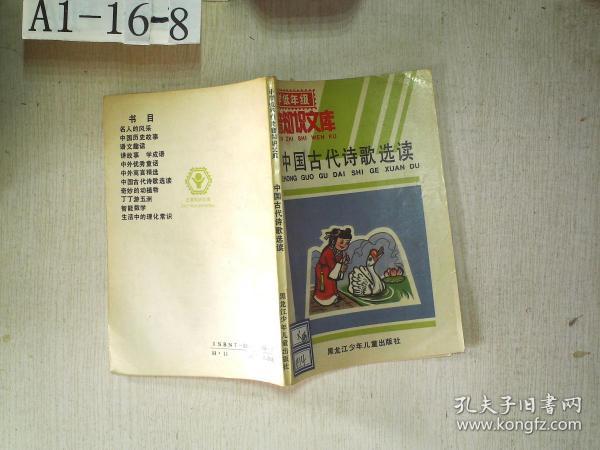 A1-16-8
书 目
名人的风采
中国历史故事
语文趣谈
讲故事 学成语
中外优秀童话
中外寓言精选
中国古代诗歌选读
奇妙的动植物
丁丁游五洲
智能数学
生活中的理化常识
ISBN7-
中国古代诗歌选读
黑龙江少年儿童出版社
低年级
知识文库
ZHI SHI WEN KU
中国古代诗歌选读
ZHONG GUO GU DAI SHI GE XUAN DU
黑龙江少年儿童出版社
孔夫子旧书网
www.kongfz.com